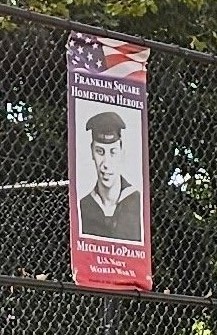 FRANKLIN SQUARE
HOMETOWN HEROES
MICHAEL LOPIANO
U.S. NAVY
WORLD WAR II